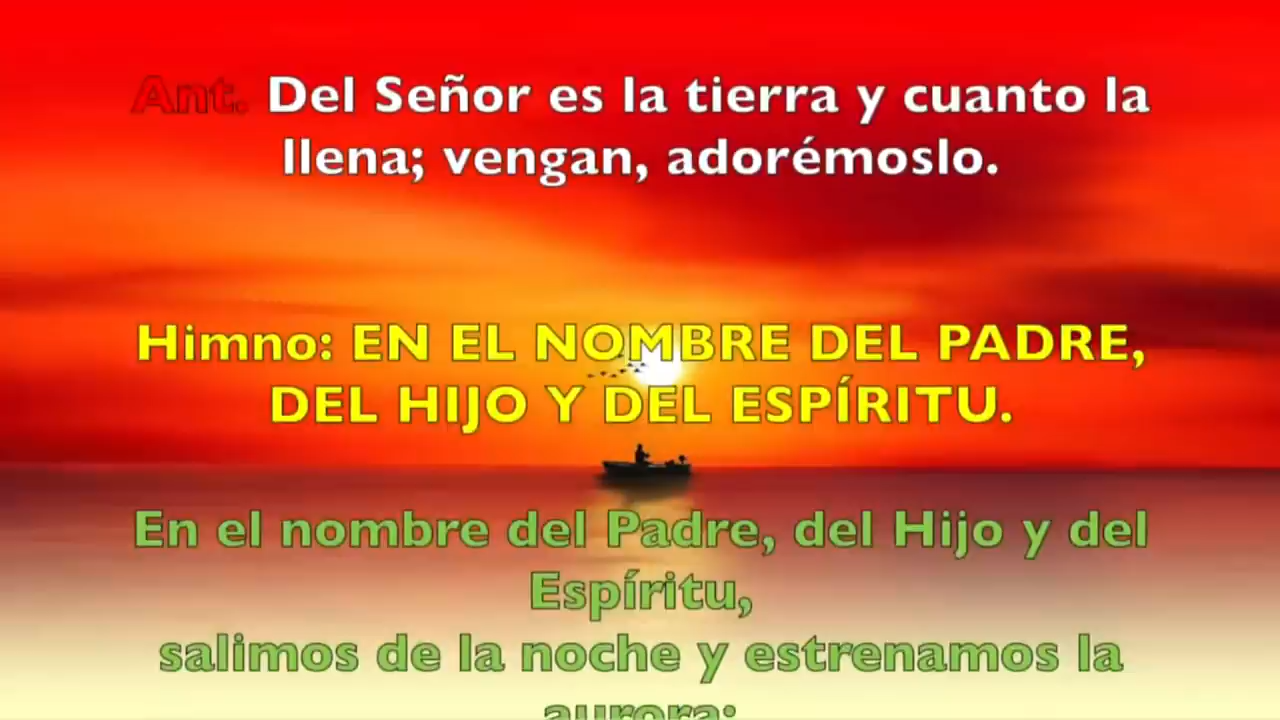 Ant. Del Señor es la tierra y cuanto la
llena; vengan, adorémoslo.
Himno: EN EL NOMBRE DEL PADRE,
DEL HIJO Y DEL ESPÍRITU.
En el nombre del Padre, del Hijo y del
Espíritu,
salimos de la noche y estrenamos la
aurora;